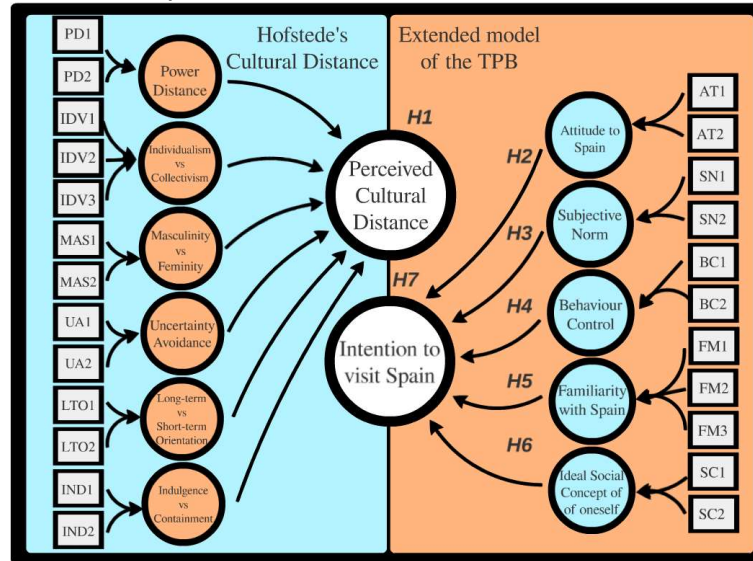 Hofstede's
Cultural Distance
Extended model
of the TPB
PD1
PD2
IDV1
IDV2
IDV3
MAS1
MAS2
UA1
UA2
LTO1
LTO2
IND1
IND2
Power
Distance
Individualism
vs
Collectivism
Masculinity
vs
Feminity
Uncertainty
Avoidance
Long-term
vs
Short-term
Orientation
Indulgence
vs
Containment
H1
Perceived
Cultural
Distance
H7
Intention to
visit Spain
H2
H3
H4
H5
H6
Attitude to
Spain
Subjective
Norm
Behaviour
Control
Familiarity
with Spain
Ideal Social
Concept of
of oneself
AT1
AT2
SN1
SN2
BC1
BC2
FM1
FM2
FM3
SC1
SC2